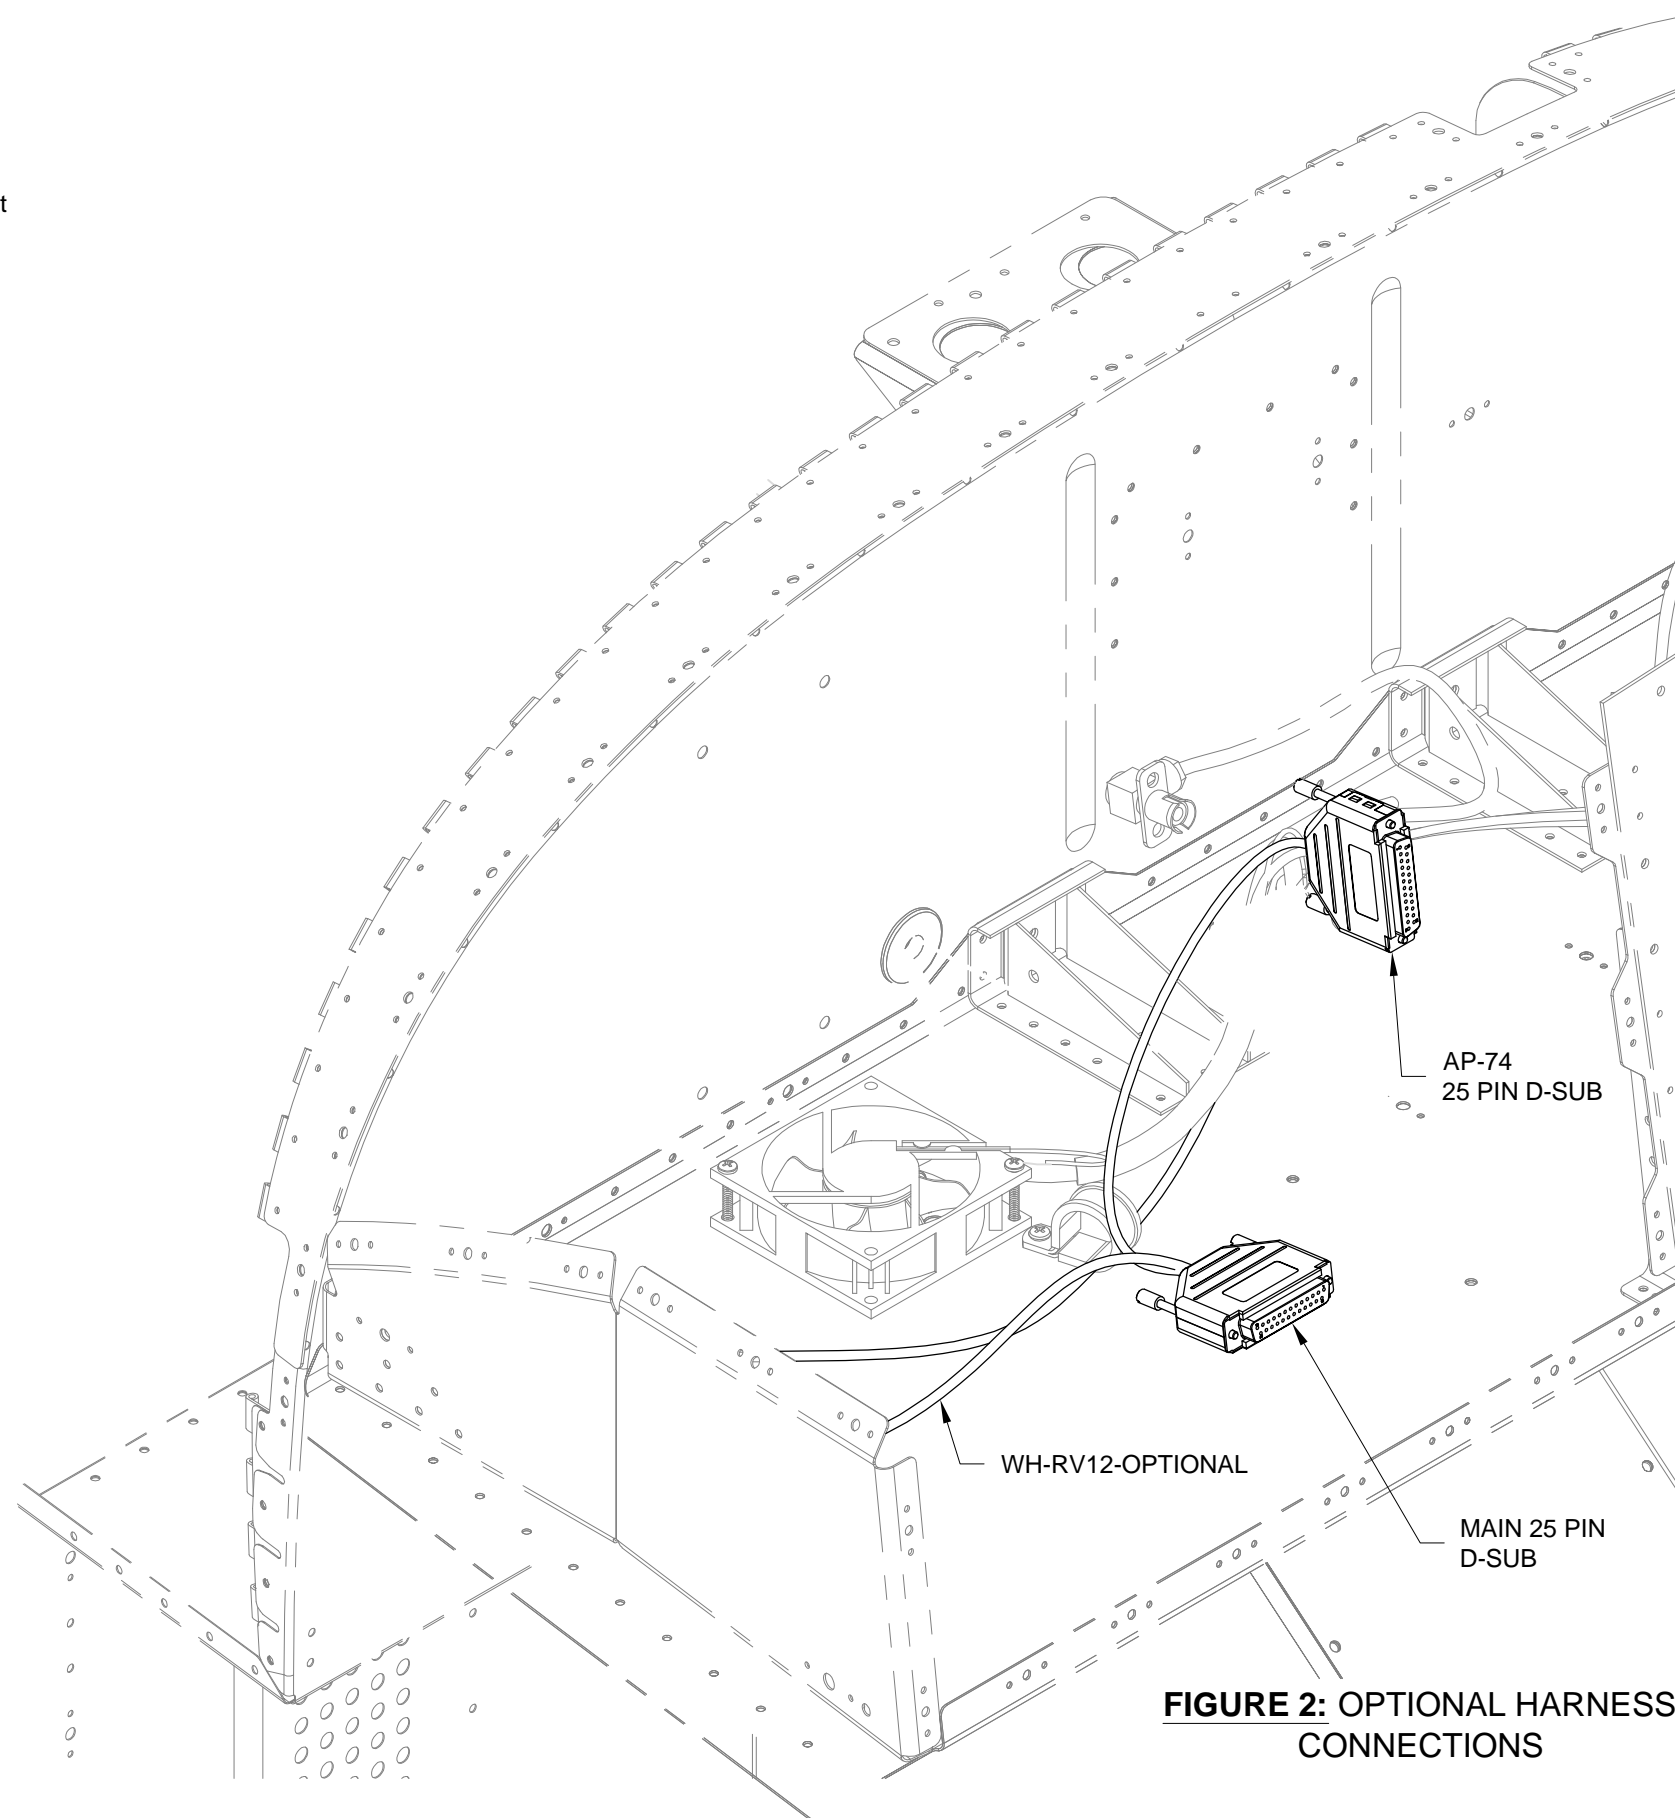 t
AP-74
25 PIN D-SUB
WH-RV12-OPTIONAL
MAIN 25 PIN
D-SUB
FIGURE 2: OPTIONAL HARNESS
CONNECTIONS